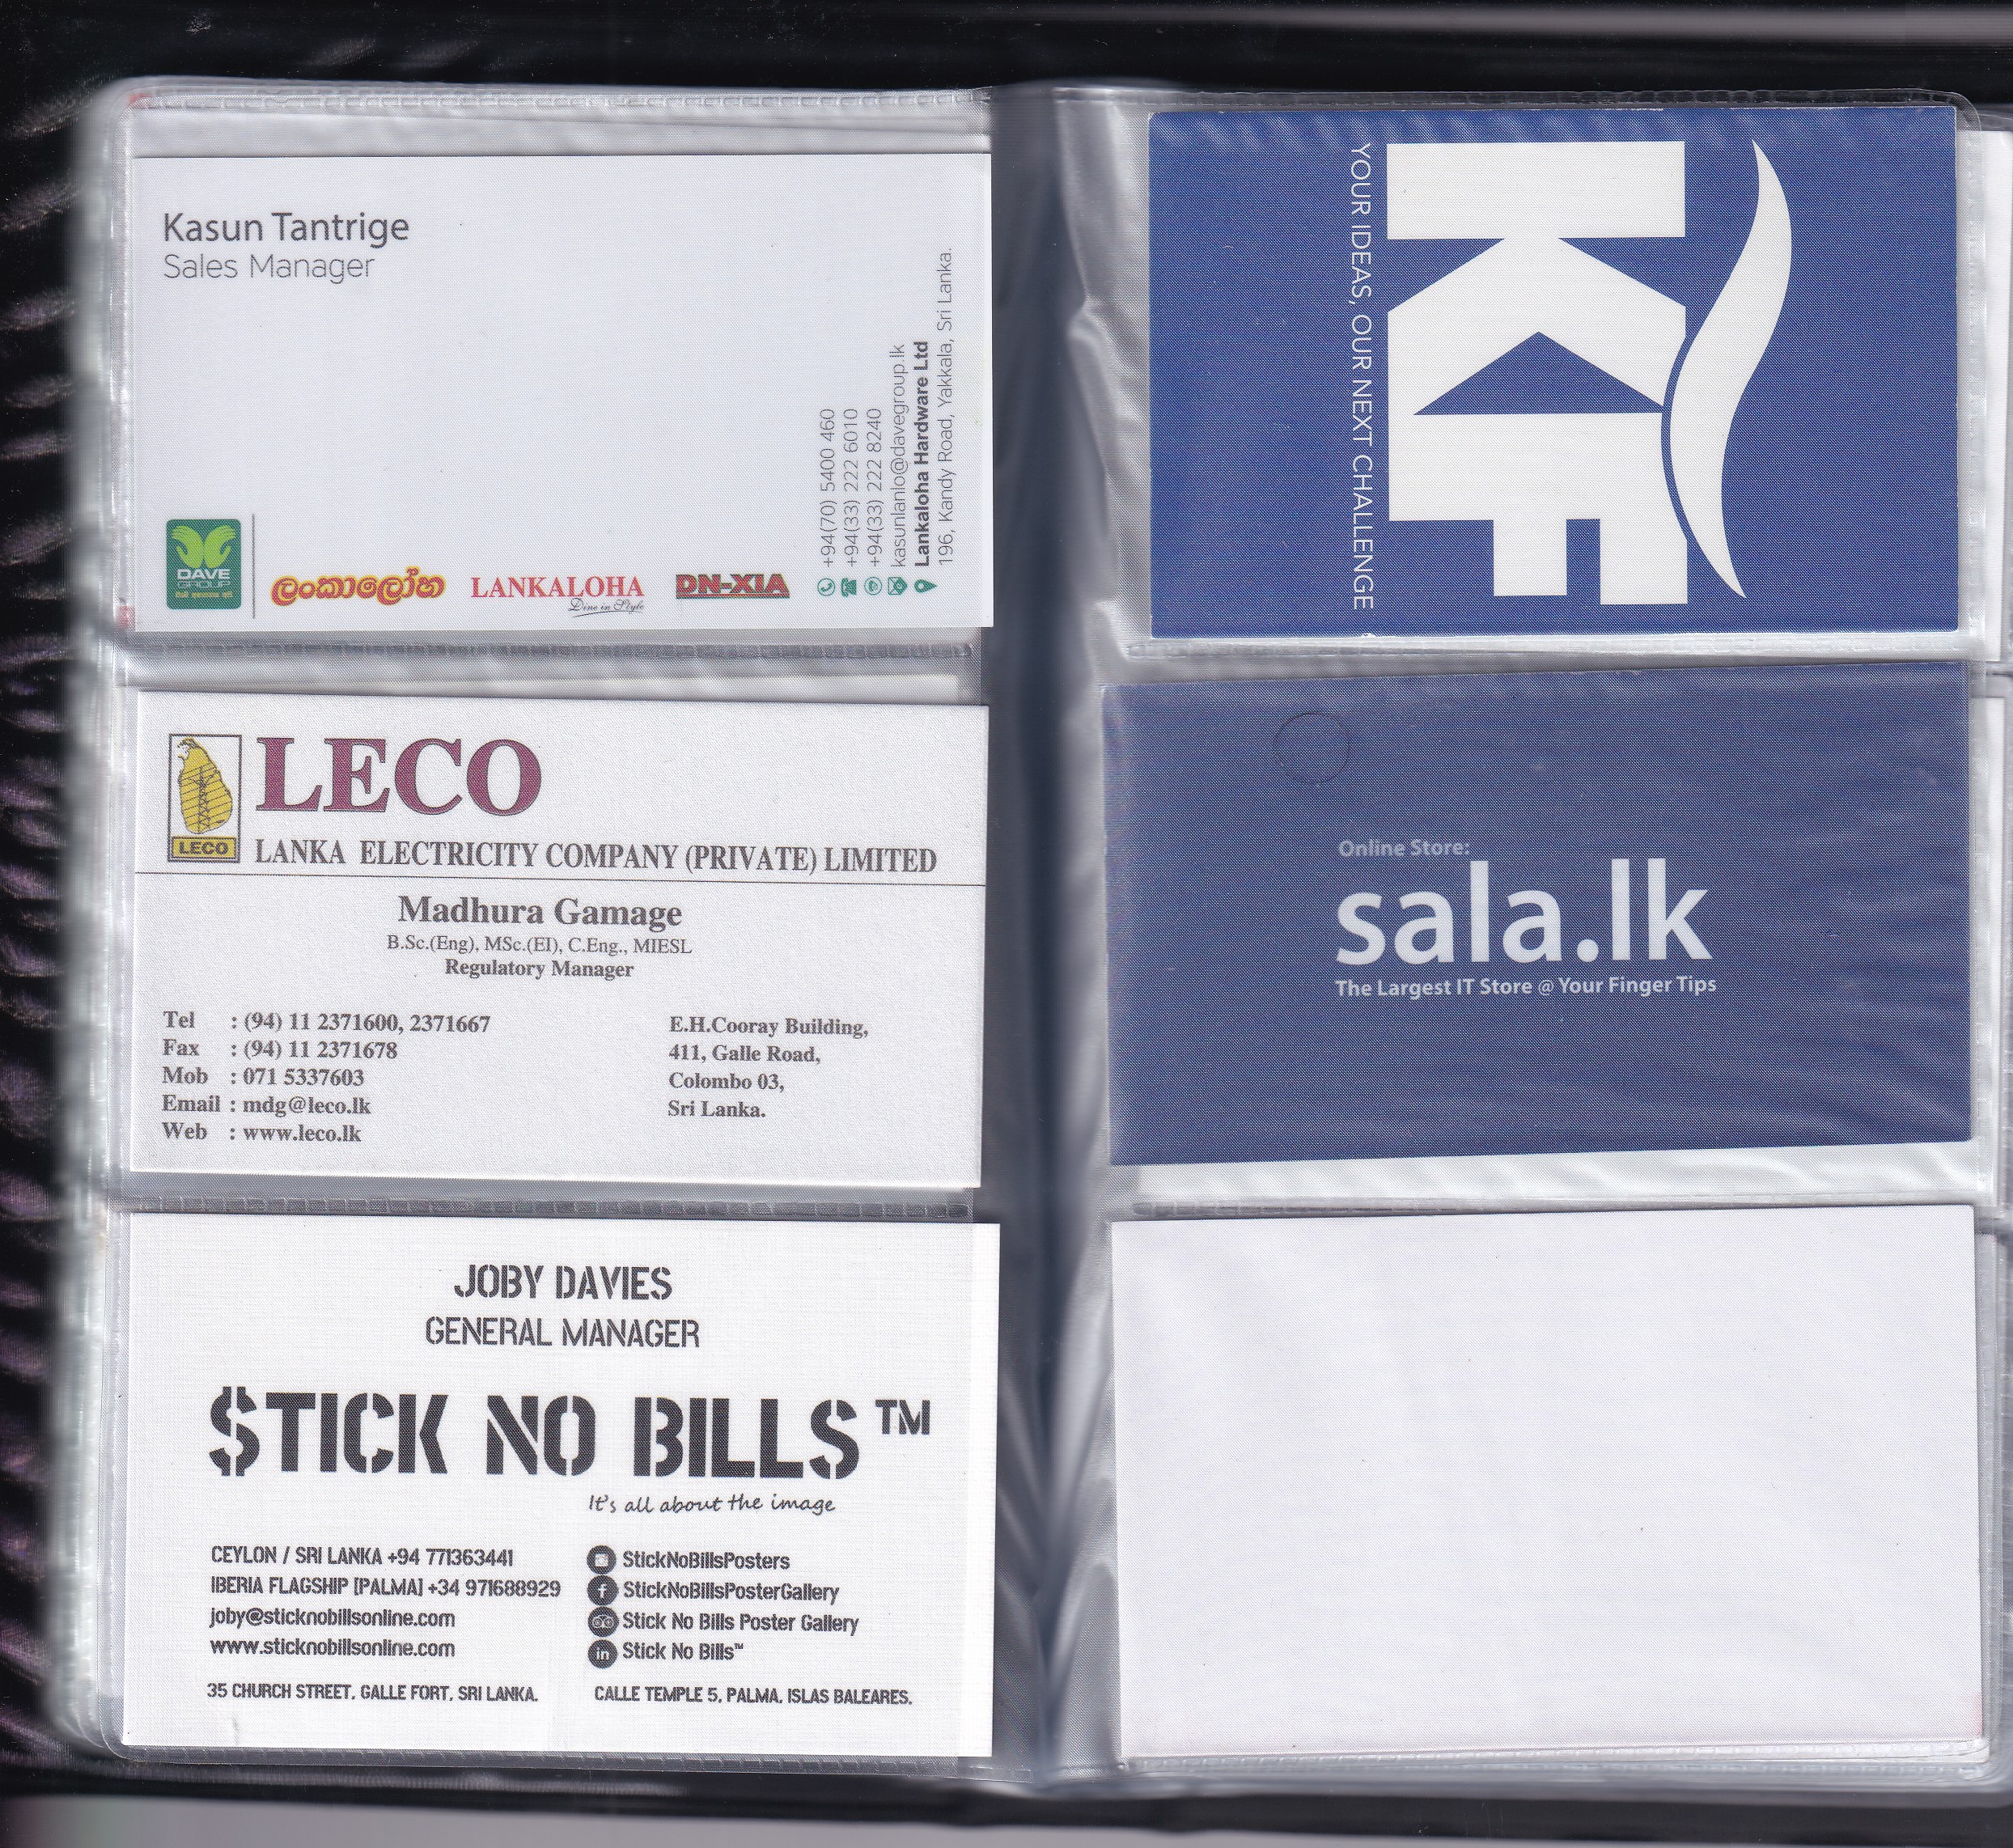 Kasun Tantrige
Sales Manager
DAVE
GROUP
ලංකාලෝහ
LANKALOHA
Dine in Style
DN-XIA
+94(70) 5400 460
+94(33) 222 6010
+94(33) 222 8240
kasunlanlo@davegroup.lk
Lankaloha Hardware Ltd
196, Kandy Road, Yakkala, Sri Lanka.
LECO
LECO
LANKA ELECTRICITY COMPANY (PRIVATE) LIMITED
Madhura Gamage
B.Sc.(Eng), MSc.(EI), C.Eng., MIESL
Regulatory Manager
Tel : (94) 11 2371600, 2371667
Fax : (94) 11 2371678
Mob : 071 5337603
Email : mdg@leco.lk
Web : www.leco.lk
E.H.Cooray Building,
411, Galle Road,
Colombo 03,
Sri Lanka.
JOBY DAVIES
GENERAL MANAGER
$TICK NO BILLS™
It's all about the image
CEYLON / SRI LANKA +94 771363441
IBERIA FLAGSHIP [PALMA] +34 971688929
joby@sticknobillsonline.com
www.sticknobillsonline.com
35 CHURCH STREET, GALLE FORT, SRI LANKA.
StickNoBillsPosters
StickNoBillsPosterGallery
Stick No Bills Poster Gallery
Stick No Bills™
CALLE TEMPLE 5, PALMA, ISLAS BALEARES.
KF
YOUR IDEAS, OUR NEXT CHALLENGE
Online Store:
sala.lk
The Largest IT Store @ Your Finger Tips